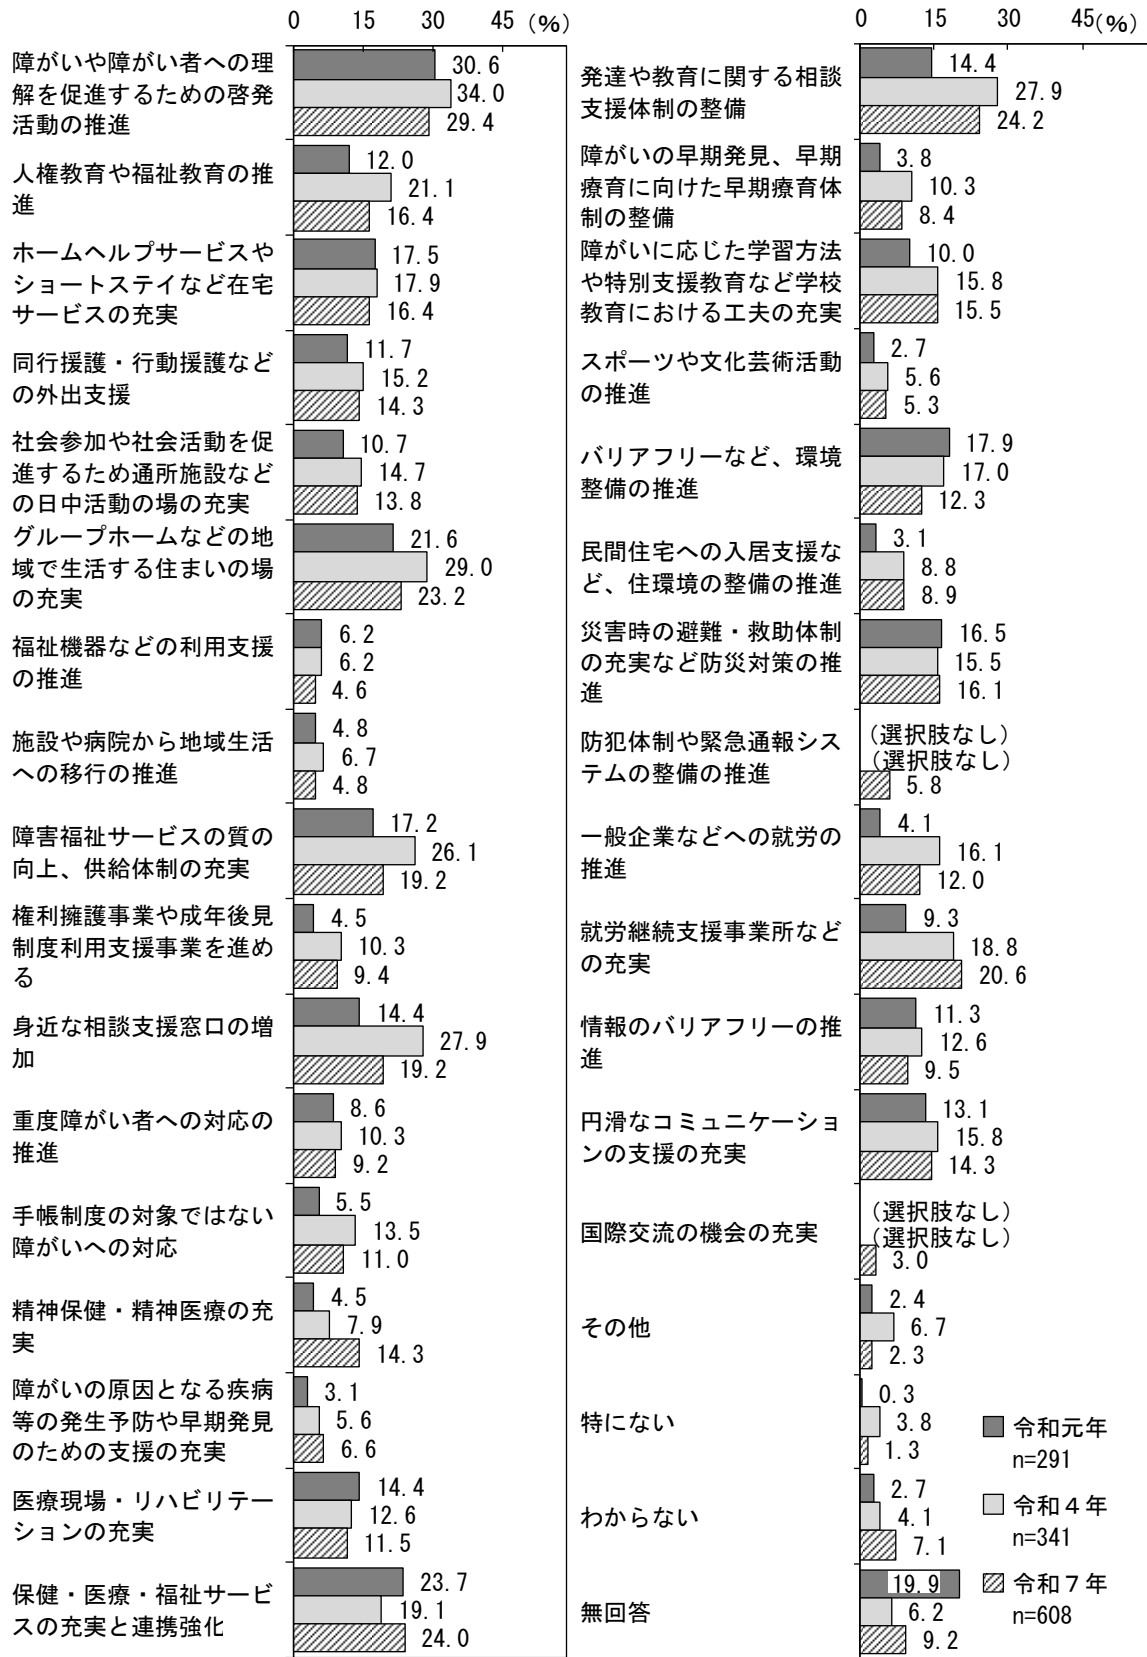 0 15 30 45 (%)
障がいや障がい者への理
解を促進するための啓発
活動の推進
30.6
34.0
29.4
人権教育や福祉教育の推
進
12.0
21.1
16.4
ホームヘルプサービスや
ショートステイなど在宅
サービスの充実
17.5
17.9
16.4
同行援護・行動援護など
の外出支援
11.7
15.2
14.3
社会参加や社会活動を促
進するため通所施設など
の日中活動の場の充実
10.7
14.7
13.8
グループホームなどの地
域で生活する住まいの場
の充実
21.6
29.0
23.2
福祉機器などの利用支援
の推進
6.2
6.2
4.6
施設や病院から地域生活
への移行の推進
4.8
6.7
4.8
障害福祉サービスの質の
向上、供給体制の充実
17.2
26.1
19.2
権利擁護事業や成年後見
制度利用支援事業を進め
る
4.5
10.3
9.4
身近な相談支援窓口の増
加
14.4
27.9
19.2
重度障がい者への対応の
推進
8.6
10.3
9.2
手帳制度の対象ではない
障がいへの対応
5.5
13.5
11.0
精神保健・精神医療の充
実
4.5
7.9
14.3
障がいの原因となる疾病
等の発生予防や早期発見
のための支援の充実
3.1
5.6
6.6
医療現場・リハビリテー
ションの充実
14.4
12.6
11.5
保健・医療・福祉サービ
スの充実と連携強化
23.7
19.1
24.0
0 15 30 45(%)
発達や教育に関する相談
支援体制の整備
14.4
27.9
24.2
障がいの早期発見、早期
療育に向けた早期療育体
制の整備
3.8
10.3
8.4
障がいに応じた学習方法
や特別支援教育など学校
教育における工夫の充実
10.0
15.8
15.5
スポーツや文化芸術活動
の推進
2.7
5.6
5.3
バリアフリーなど、環境
整備の推進
17.9
17.0
12.3
民間住宅への入居支援な
ど、住環境の整備の推進
3.1
8.8
8.9
災害時の避難・救助体制
の充実など防災対策の推
進
16.5
15.5
16.1
防犯体制や緊急通報シス
テムの整備の推進
(選択肢なし)
(選択肢なし)
5.8
一般企業などへの就労の
推進
4.1
16.1
12.0
就労継続支援事業所など
の充実
9.3
18.8
20.6
情報のバリアフリーの推
進
11.3
12.6
9.5
円滑なコミュニケーショ
ンの支援の充実
13.1
15.8
14.3
国際交流の機会の充実
(選択肢なし)
(選択肢なし)
3.0
その他
2.4
6.7
2.3
特にない
0.3
3.8
1.3
わからない
2.7
4.1
7.1
無回答
19.9
6.2
9.2
令和元年
n=291
令和４年
n=341
令和７年
n=608